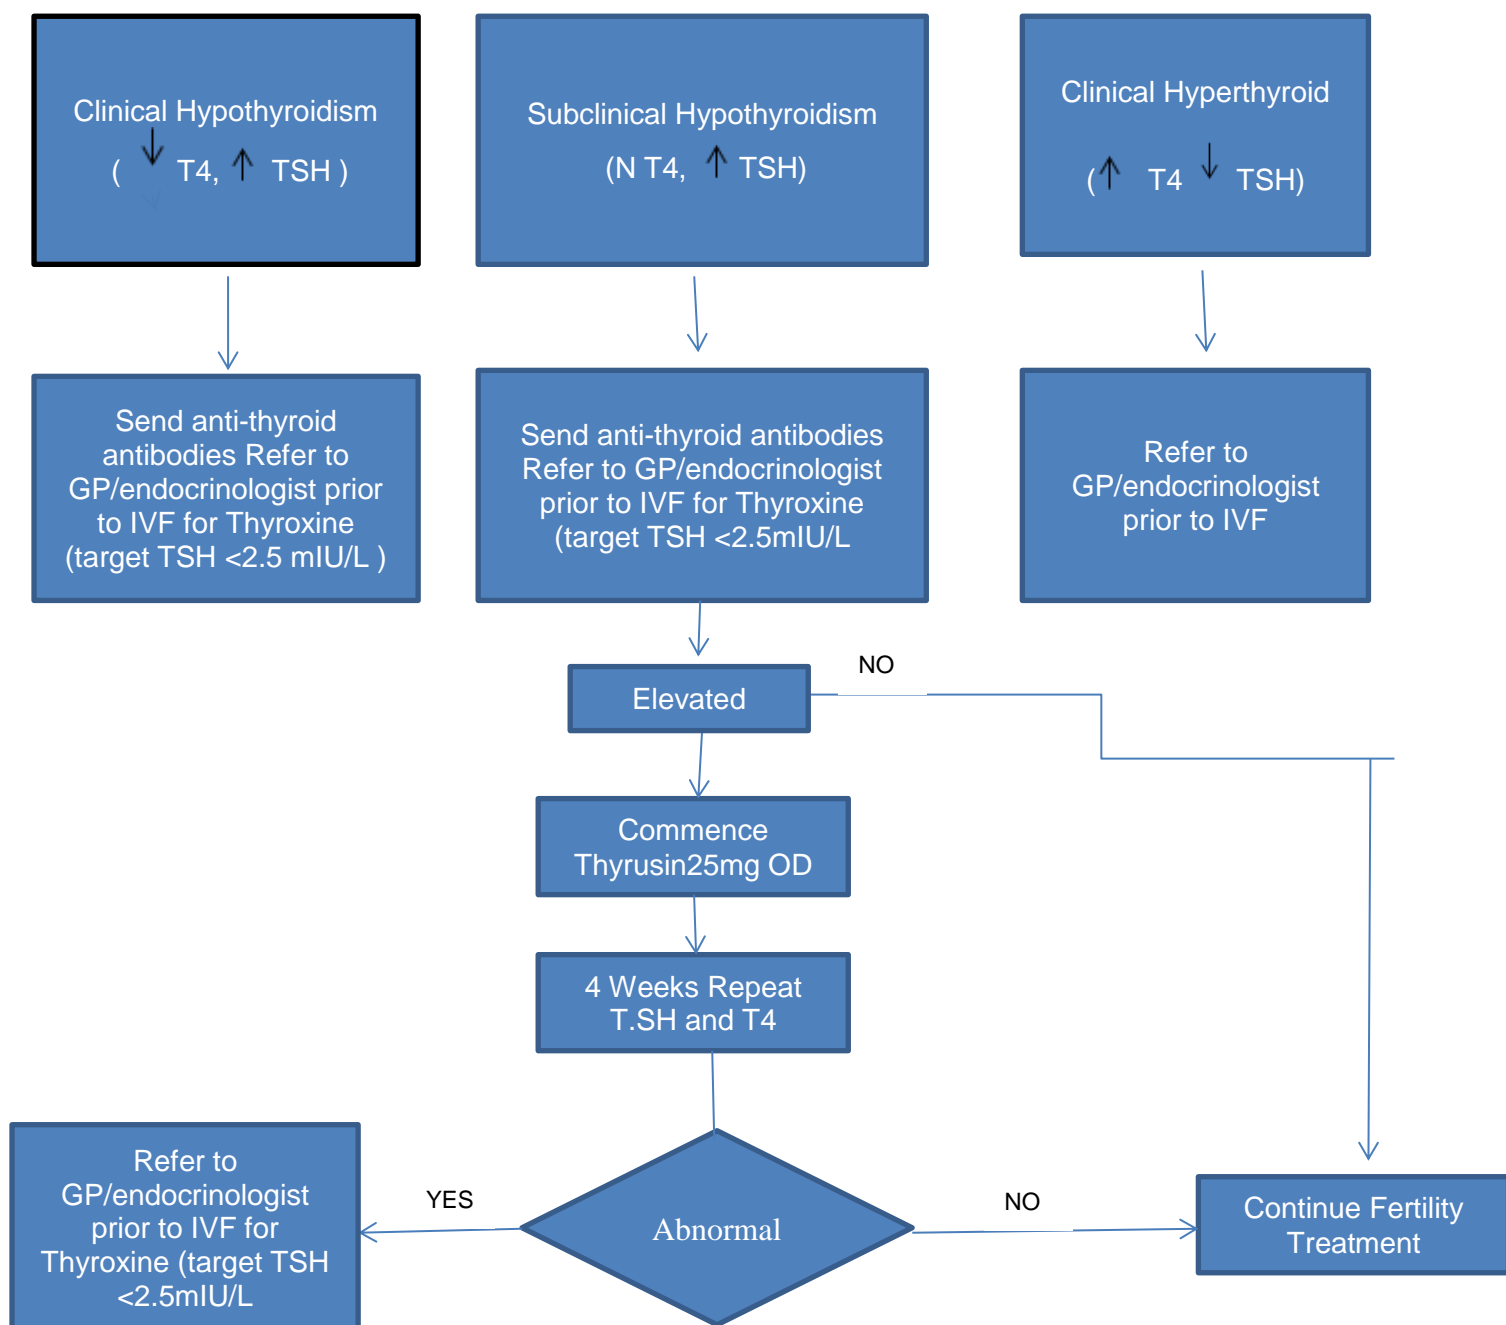 Clinical Hypothyroidism
( ↓ T4, ↑ TSH )
Subclinical Hypothyroidism
(N T4, ↑ TSH)
Clinical Hyperthyroid
(↑ T4 ↓ TSH)
Send anti-thyroid
antibodies Refer to
GP/endocrinologist prior
to IVF for Thyroxine
(target TSH <2.5 mIU/L )
Send anti-thyroid antibodies
Refer to GP/endocrinologist
prior to IVF for Thyroxine
(target TSH <2.5mIU/L
Refer to
GP/endocrinologist
prior to IVF
Elevated
NO
Commence
Thyrusin25mg OD
4 Weeks Repeat
T.SH and T4
Refer to
GP/endocrinologist
prior to IVF for
Thyroxine (target TSH
<2.5mIU/L
YES
Abnormal
NO
Continue Fertility
Treatment